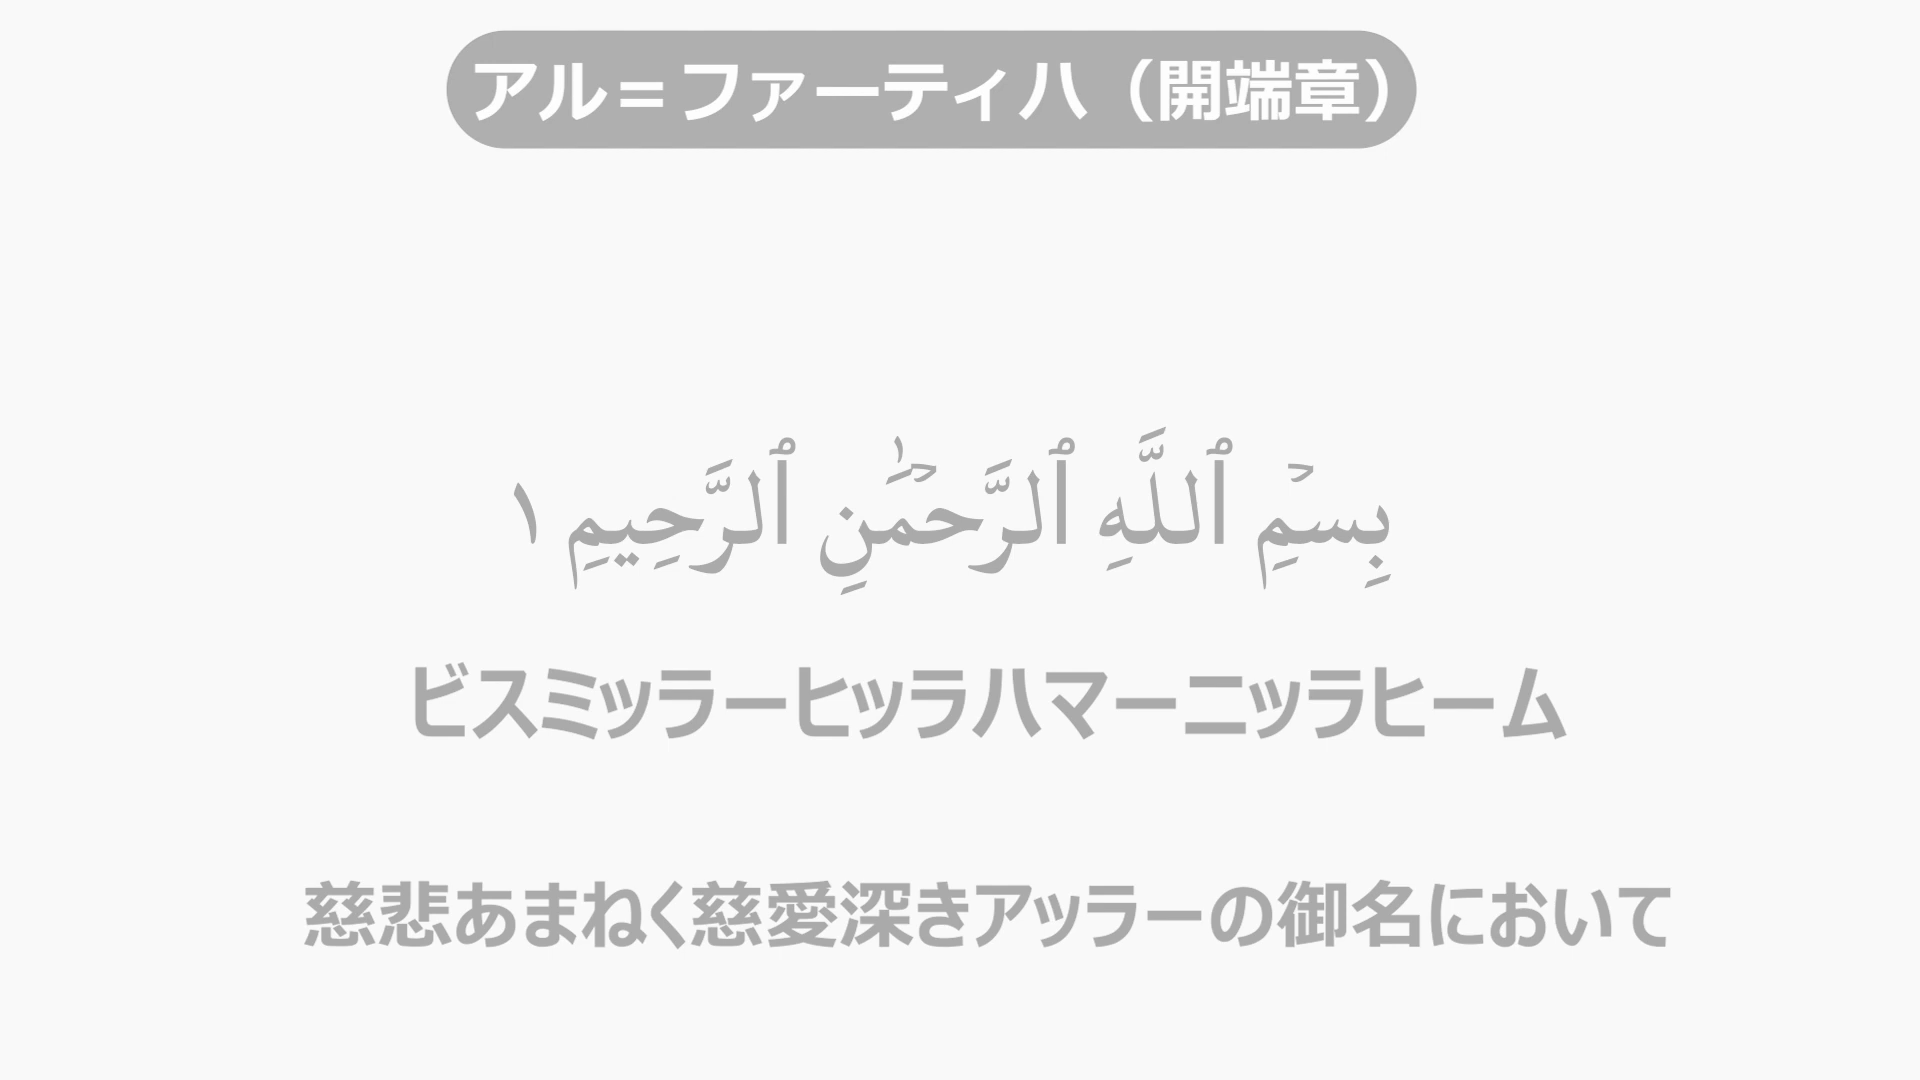 アル＝ファーティハ（開端章）
بِسۡمِ ٱللَّهِ ٱلرَّحۡمَٰنِ ٱلرَّحِيمِ ١
ビスミッラーヒッラハマーニッラヒーム
慈悲あまねく慈愛深きアッラーの御名において